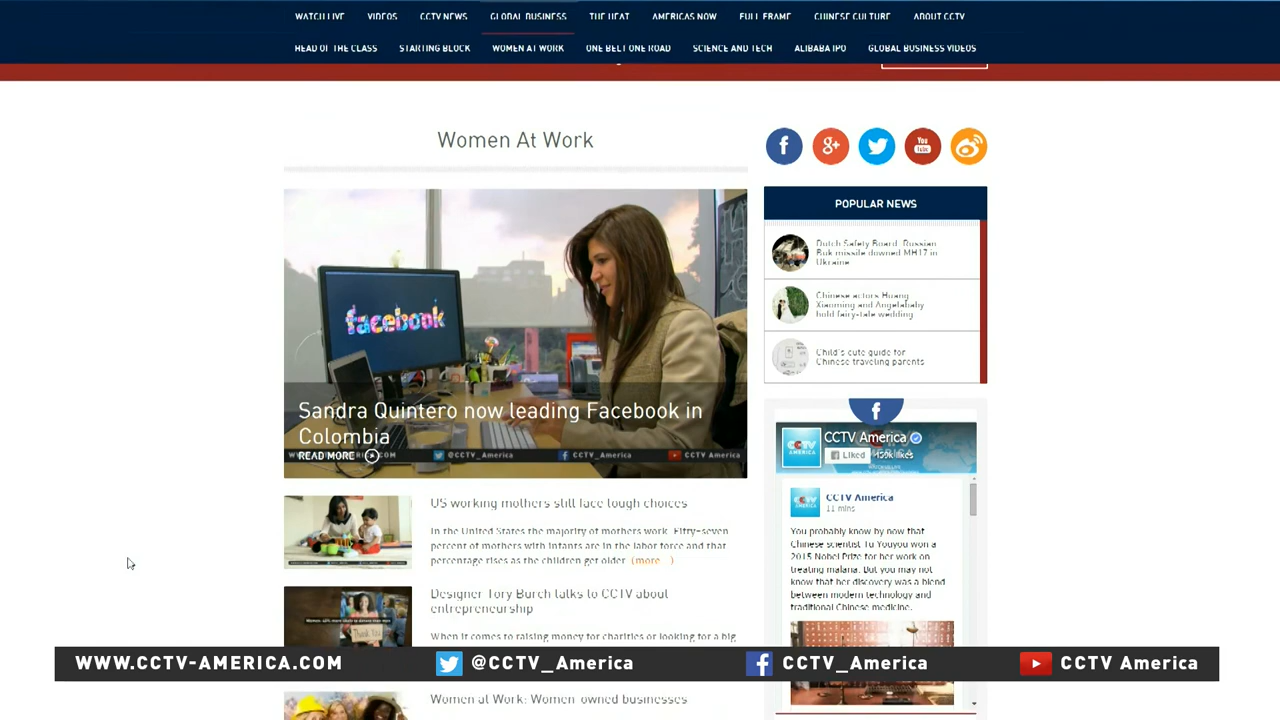 WATCH LIVE VIDEOS CCTV NEWS GLOBAL BUSINESS THE HEAT AMERICAS NOW FULL FRAME CHINESE CULTURE ABOUT CCTV
HEAD OF THE CLASS STARTING BLOCK WOMEN AT WORK ONE BELT ONE ROAD SCIENCE AND TECH ALIBABA IPO GLOBAL BUSINESS VIDEOS
Women At Work
facebook
Sandra Quintero now leading Facebook in
Colombia
READ MORE
@CCTV_America
CCTV_America
CCTV America
US working mothers still face tough choices
In the United States the majority of mothers work. Fifty-seven
percent of mothers with infants are in the labor force and that
percentage rises as the children get older. (more...)
Designer Tory Burch talks to CCTV about
entrepreneurship
When it comes to raising money for charities or looking for a big
Women at Work: Women-owned businesses
f
g+
You
Tube
POPULAR NEWS
Dutch Safety Board: Russian
Buk missile downed MH17 in
Ukraine
Chinese actors Huang
Xiaoming and Angelababy
hold fairy-tale wedding
Child's cute guide for
Chinese traveling parents
f
CCTV AMERICA
CCTV America
Liked
CCTV America
11 mins
You probably know by now that
Chinese scientist Tu Youyou won a
2015 Nobel Prize for her work on
treating malaria. But you may not
know that her discovery was a blend
between modern technology and
traditional Chinese medicine.
WWW.CCTV-AMERICA.COM @CCTV_America CCTV_America CCTV America